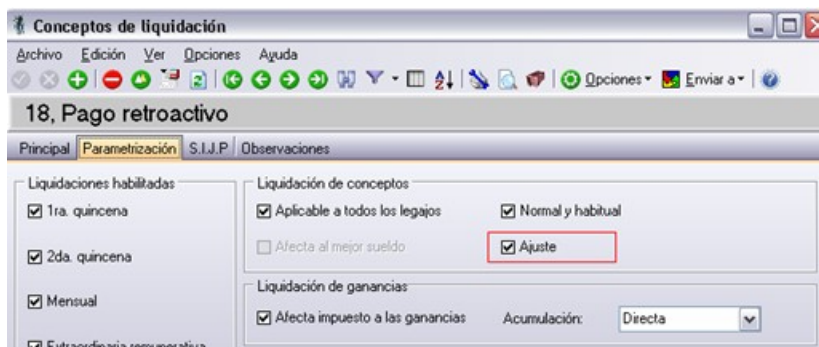 Conceptos de liquidación
Archivo Edición Ver Opciones Ayuda
Opciones Enviar a
18, Pago retroactivo
Principal Parametrización S.I.J.P Observaciones
Liquidaciones habilitadas
1ra. quincena
2da. quincena
Mensual
Extraordinaria remunerativa
Liquidación de conceptos
Aplicable a todos los legajos Normal y habitual
Afecta al mejor sueldo Ajuste
Liquidación de ganancias
Afecta impuesto a las ganancias Acumulación: Directa